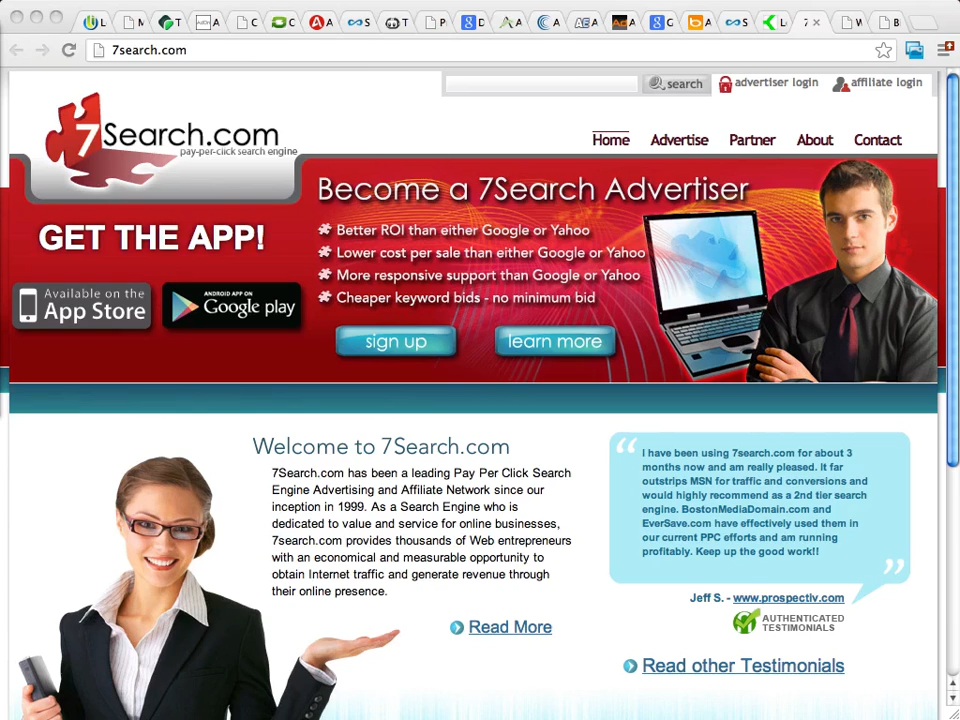 7search.com
search
advertiser login
affiliate login
7Search.com
pay-per-click search engine
Home
Advertise
Partner
About
Contact
GET THE APP!
Available on the
App Store
ANDROID APP ON
Google play
Become a 7Search Advertiser
Better ROI than either Google or Yahoo
Lower cost per sale than either Google or Yahoo
More responsive support than Google or Yahoo
Cheaper keyword bids - no minimum bid
sign up
learn more
Welcome to 7Search.com
7Search.com has been a leading Pay Per Click Search
Engine Advertising and Affiliate Network since our
inception in 1999. As a Search Engine who is
dedicated to value and service for online businesses,
7search.com provides thousands of Web entrepreneurs
with an economical and measurable opportunity to
obtain Internet traffic and generate revenue through
their online presence.
Read More
I have been using 7search.com for about 3
months now and am really pleased. It far
outstrips MSN for traffic and conversions and
would highly recommend as a 2nd tier search
engine. BostonMediaDomain.com and
EverSave.com have effectively used them in
our current PPC efforts and am running
profitably. Keep up the good work!!
Jeff S. - www.prospectiv.com
AUTHENTICATED
TESTIMONIALS
Read other Testimonials